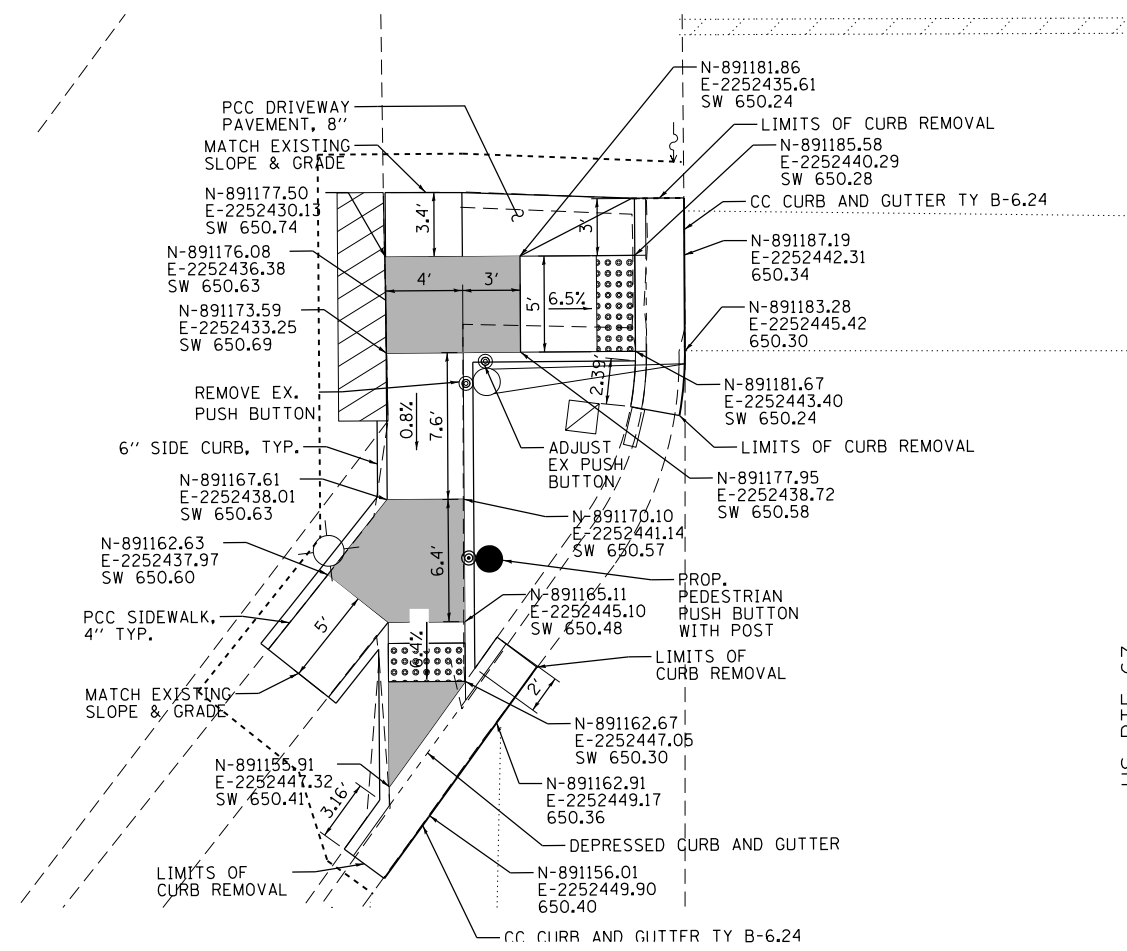 N-891181.86
E-2252435.61
SW 650.24
PCC DRIVEWAY
PAVEMENT, 8''
LIMITS OF CURB REMOVAL
MATCH EXISTING
SLOPE & GRADE
N-891185.58
E-2252440.29
SW 650.28
N-891177.50
E-2252430.13
SW 650.74
CC CURB AND GUTTER TY B-6.24
3.4'
3'
N-891187.19
E-2252442.31
650.34
N-891176.08
E-2252436.38
SW 650.63
4'
3'
5'
6.5%
N-891173.59
E-2252433.25
SW 650.69
N-891183.28
E-2252445.42
650.30
2.39'
N-891181.67
E-2252443.40
SW 650.24
REMOVE EX.
PUSH BUTTON
0.8%
7.6'
6'' SIDE CURB, TYP.
ADJUST
EX PUSH
BUTTON
LIMITS OF CURB REMOVAL
N-891177.95
E-2252438.72
SW 650.58
N-891167.61
E-2252438.01
SW 650.63
N-891170.10
E-2252441.14
SW 650.57
N-891162.63
E-2252437.97
SW 650.60
6.4'
PROP.
PEDESTRIAN
PUSH BUTTON
WITH POST
N-891165.11
E-2252445.10
SW 650.48
PCC SIDEWALK,
4'' TYP.
5'
6.4%
LIMITS OF
CURB REMOVAL
2'
MATCH EXISTING
SLOPE & GRADE
N-891162.67
E-2252447.05
SW 650.30
N-891155.91
E-2252447.32
SW 650.41
N-891162.91
E-2252449.17
650.36
3.16'
DEPRESSED CURB AND GUTTER
LIMITS OF
CURB REMOVAL
N-891156.01
E-2252449.90
650.40
CC CURB AND GUTTER TY B-6.24